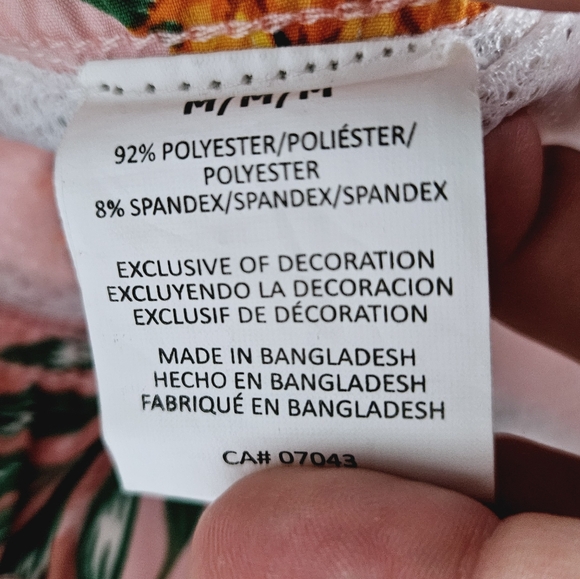 M/M/M
92% POLYESTER/POLIÉSTER/
POLYESTER
8% SPANDEX/SPANDEX/SPANDEX
EXCLUSIVE OF DECORATION
EXCLUYENDO LA DECORACION
EXCLUSIF DE DÉCORATION
MADE IN BANGLADESH
HECHO EN BANGLADESH
FABRIQUÉ EN BANGLADESH
CA# 07043